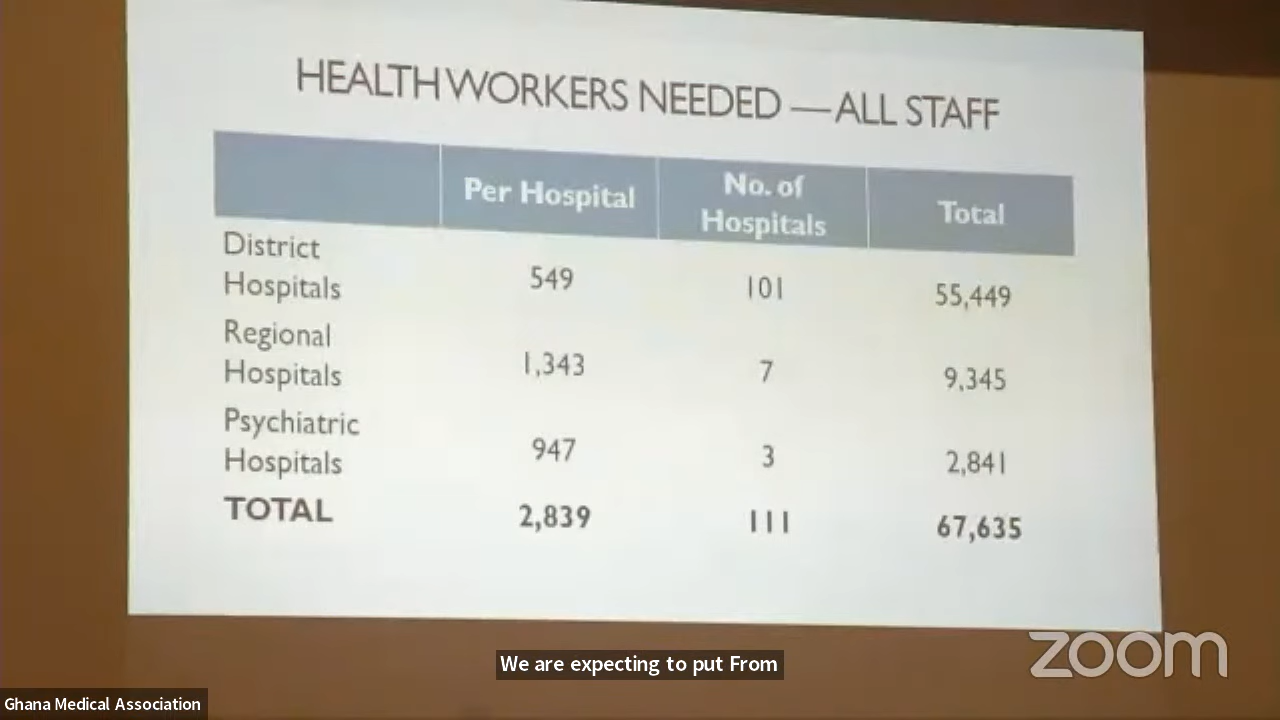 HEALTH WORKERS NEEDED — ALL STAFF
Per Hospital
No. of
Hospitals
Total
District
Hospitals
549
101
55,449
Regional
Hospitals
1,343
7
9,345
Psychiatric
Hospitals
947
3
2,841
TOTAL
2,839
111
67,635
zoom
We are expecting to put From
Ghana Medical Association